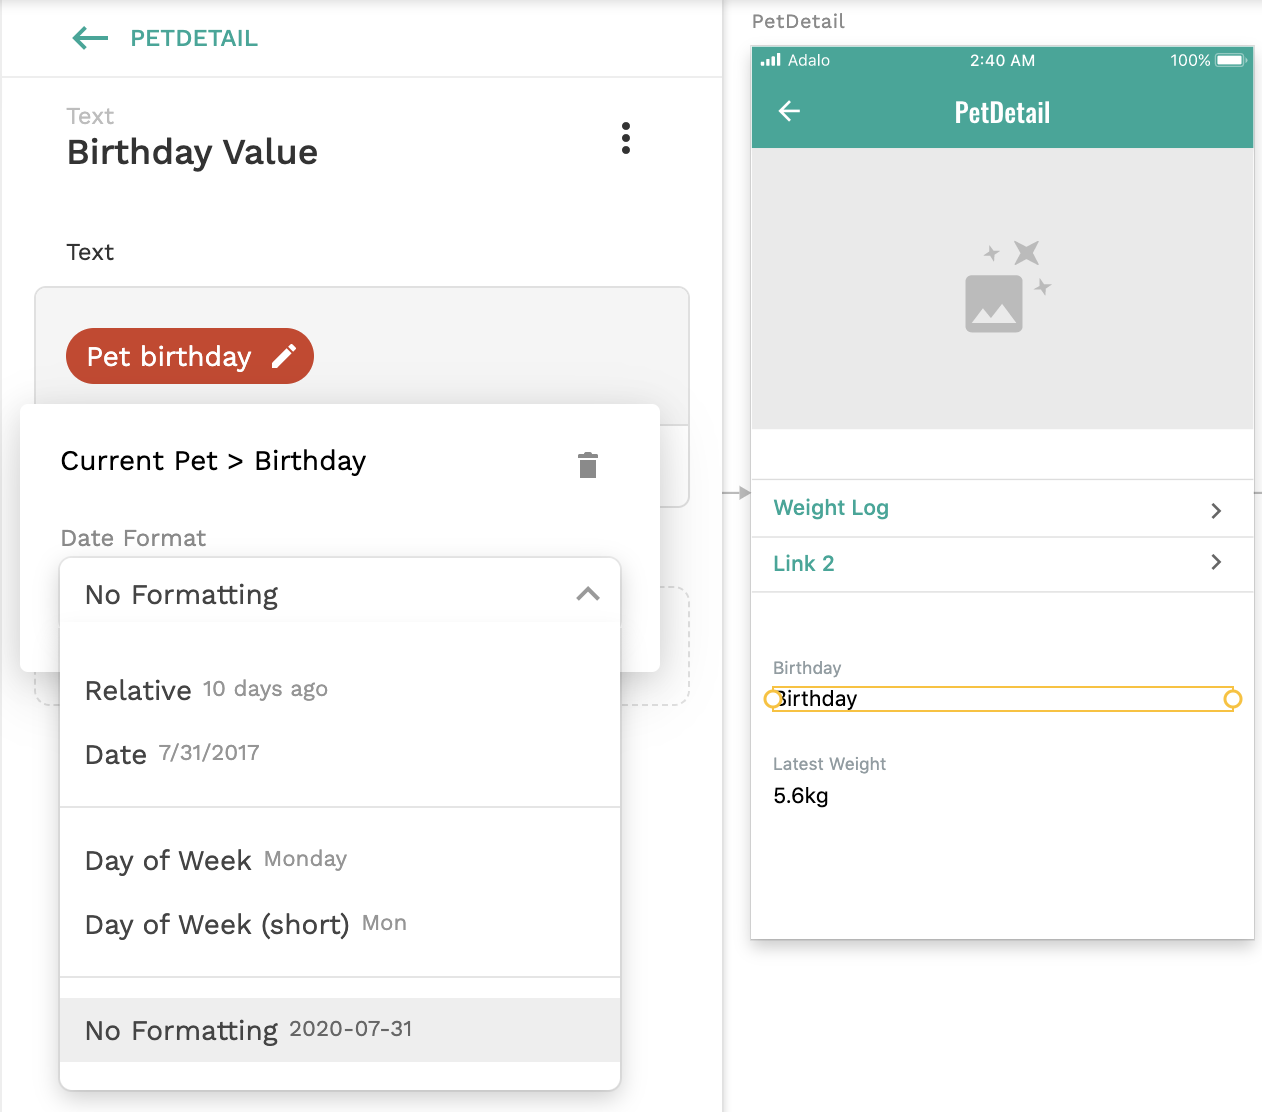 PETDETAIL
Text
Birthday Value
Text
Pet birthday
Current Pet > Birthday
Date Format
No Formatting
Relative 10 days ago
Date 7/31/2017
Day of Week Monday
Day of Week (short) Mon
No Formatting 2020-07-31
PetDetail
Adalo 2:40 AM 100%
PetDetail
Weight Log
Link 2
Birthday
Birthday
Latest Weight
5.6kg